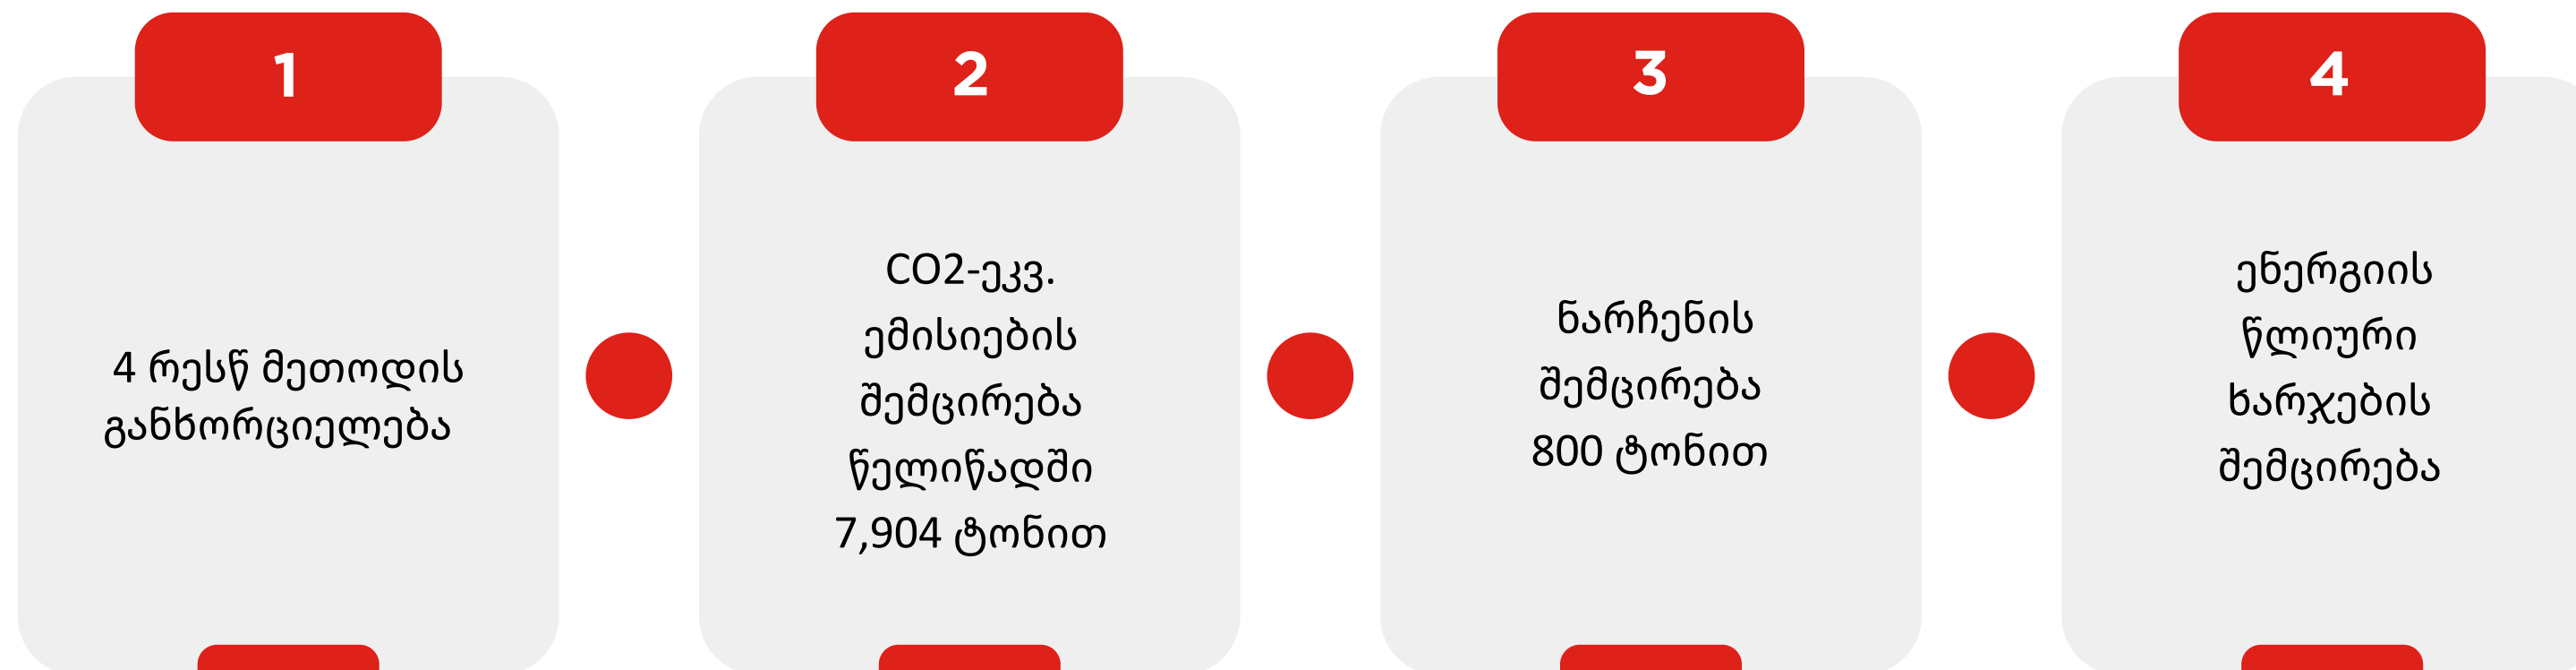 1
4 რესწ მეთოდის
განხორციელება
2
CO2-ეკვ.
ემისიების
შემცირება
წელიწადში
7,904 ტონით
3
ნარჩენის
შემცირება
800 ტონით
4
ენერგიის
წლიური
ხარჯების
შემცირება